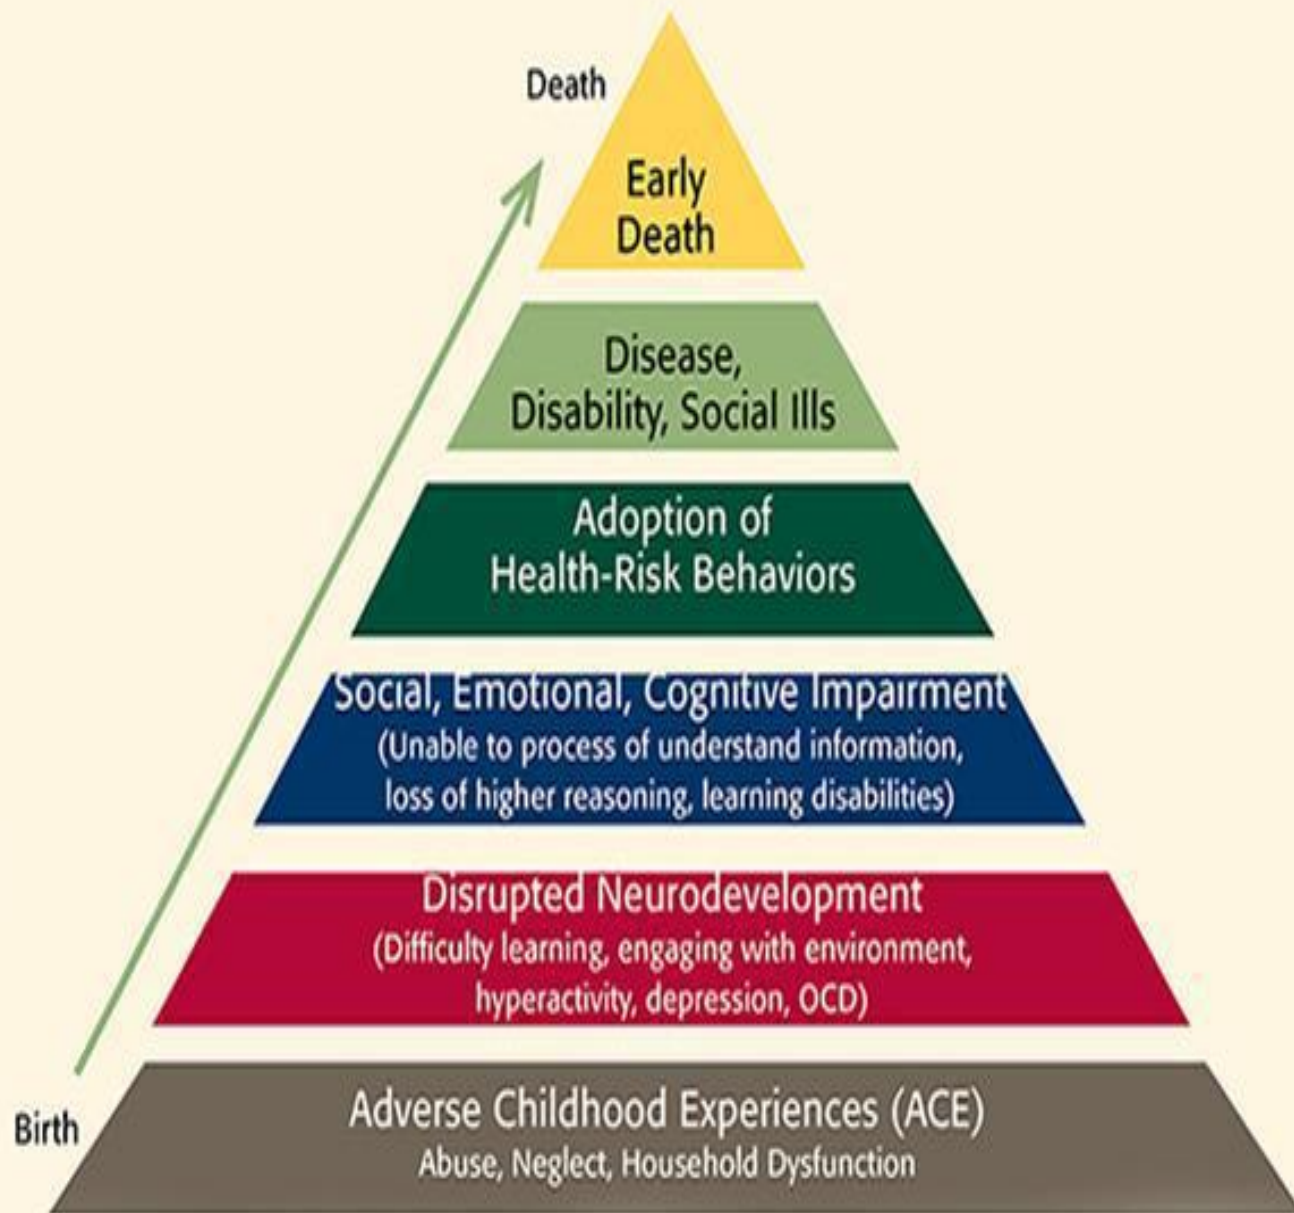 Death
Early
Death
Disease,
Disability, Social Ills
Adoption of
Health-Risk Behaviors
Social, Emotional, Cognitive Impairment
(Unable to process of understand information,
loss of higher reasoning, learning disabilities)
Disrupted Neurodevelopment
(Difficulty learning, engaging with environment,
hyperactivity, depression, OCD)
Birth
Adverse Childhood Experiences (ACE)
Abuse, Neglect, Household Dysfunction